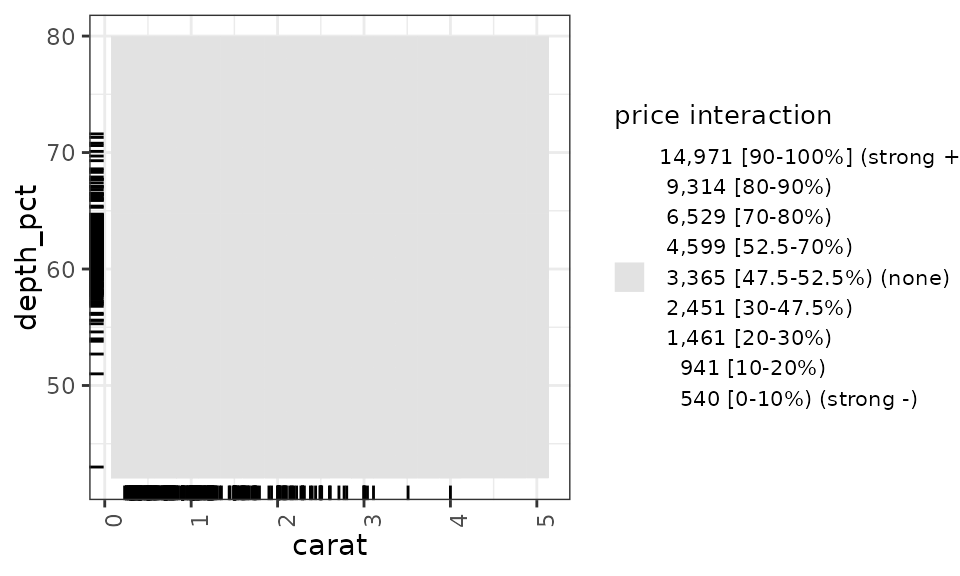 80
70
60
50
depth_pct
0
1
2
3
4
5
carat
price interaction
14,971 [90-100%] (strong +
9,314 [80-90%)
6,529 [70-80%)
4,599 [52.5-70%)
3,365 [47.5-52.5%) (none)
2,451 [30-47.5%)
1,461 [20-30%)
941 [10-20%)
540 [0-10%) (strong -)